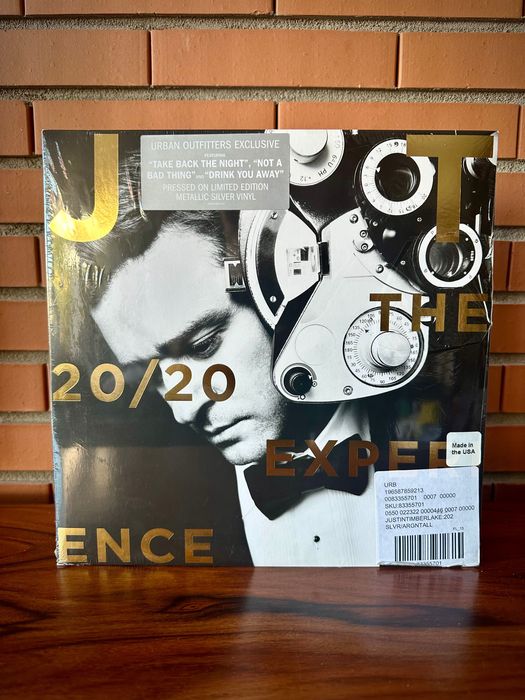 J T
URBAN OUTFITTERS EXCLUSIVE
FEATURING
"TAKE BACK THE NIGHT", "NOT A
BAD THING" AND "DRINK YOU AWAY"
PRESSED ON LIMITED EDITION
METALLIC SILVER VINYL
THE
20/20
EXPER
ENCE
Made in
the USA
URB
196587859213
0083355701 0007 00000
SKU:83355701
0550 022322 0000446 0007 00000
JUSTINTIMBERLAKE:202
SLVR/ARGNTALL